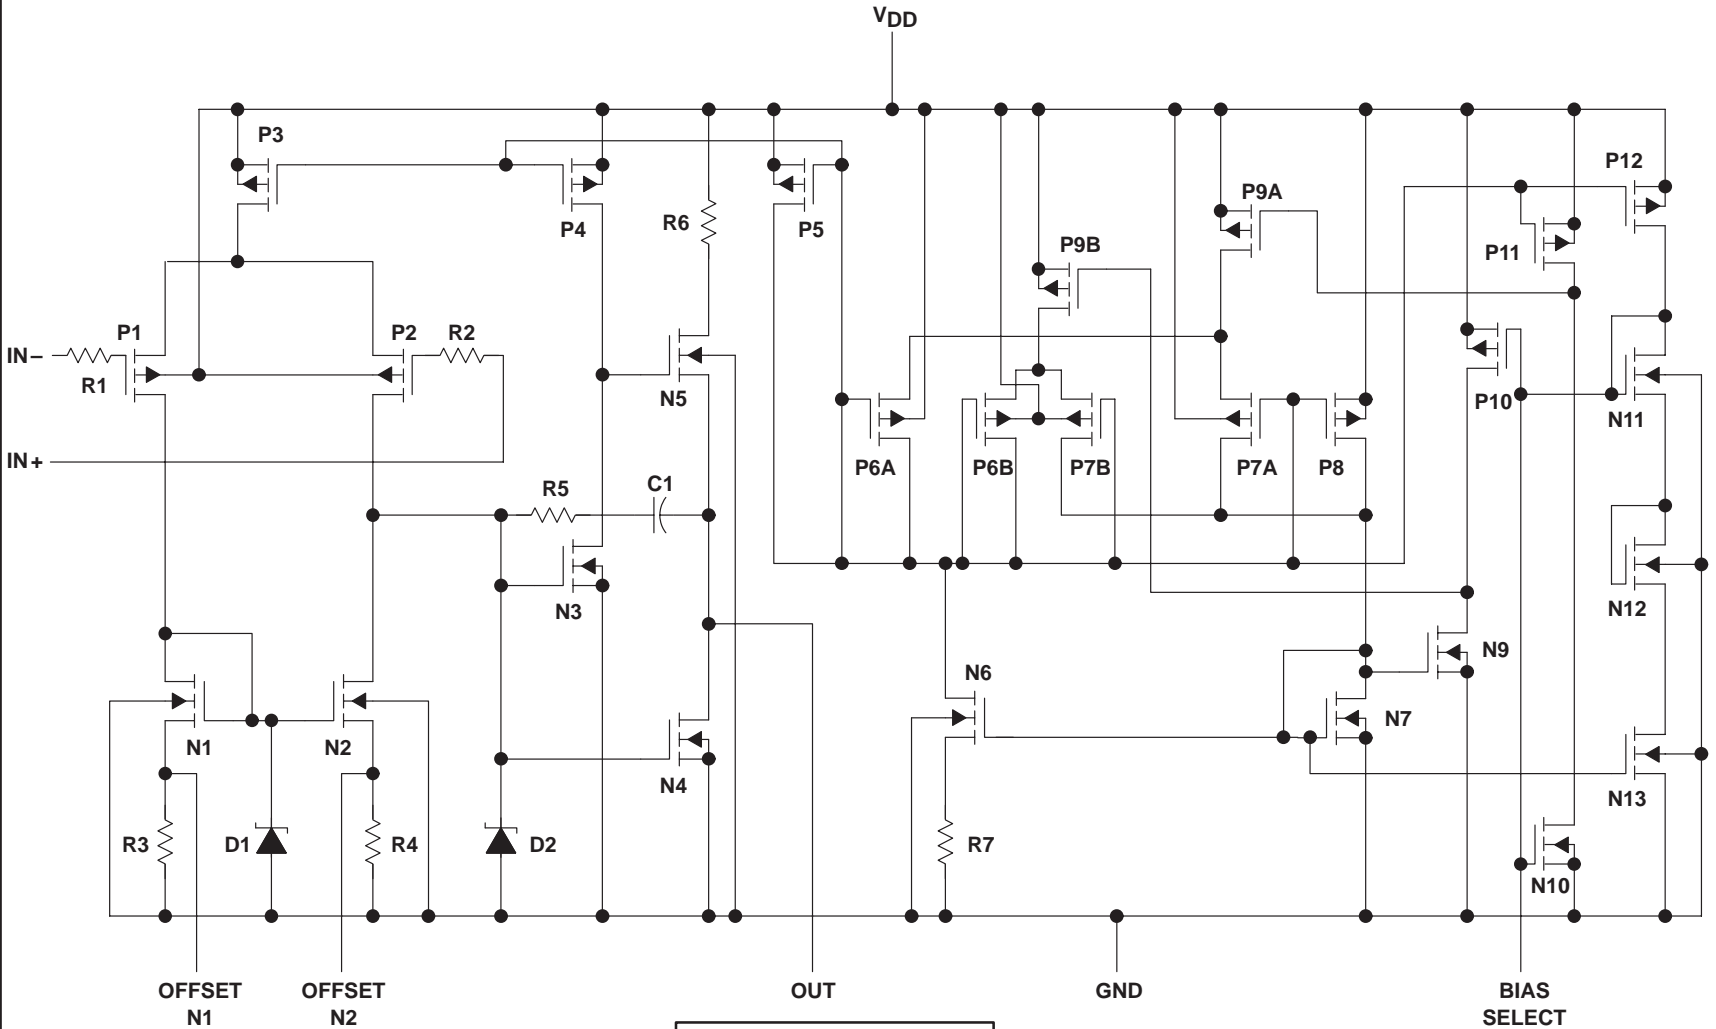 VDD
P3
P12
P4
R6
P5
P9A
P9B
P11
P1
P2
R2
IN–
R1
N5
P10
N11
IN+
P6A
P6B
P7B
P7A
P8
R5
C1
N3
N12
N6
N9
N1
N2
N7
N4
N13
R3
D1
R4
D2
R7
N10
OFFSET
N1
OFFSET
N2
OUT
GND
BIAS
SELECT